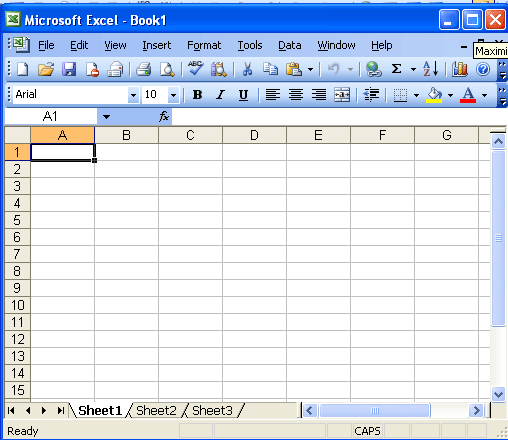 Microsoft Excel - Book1
File Edit View Insert Format Tools Data Window Help
Maximi
ABC Σ A Z ?
Arial 10 B I U a A
A1 fx
A B C D E F G
1
2
3
4
5
6
7
8
9
10
11
12
13
14
15
Sheet1 Sheet2 Sheet3
Ready CAPS